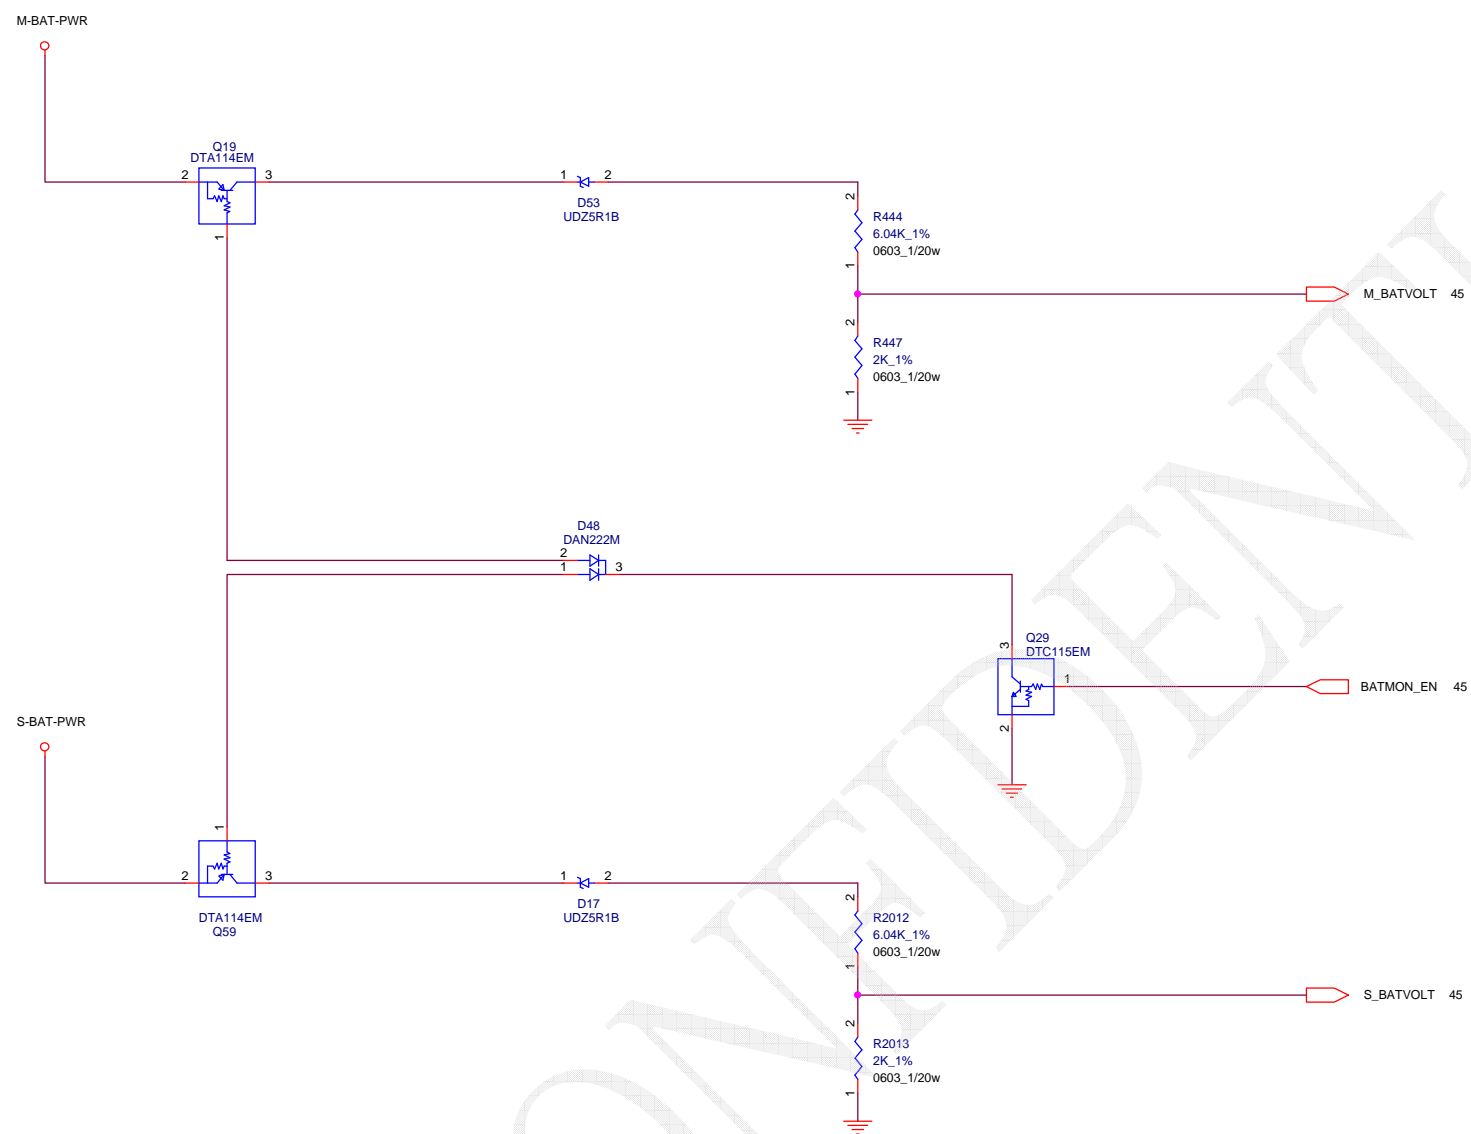 M-BAT-PWR
Q19
DTA114EM
2
3
1
1
2
D53
UDZ5R1B
2
R444
6.04K_1%
0603_1/20w
1
M_BATVOLT 45
2
R447
2K_1%
0603_1/20w
1
D48
DAN222M
2
1
3
3
Q29
DTC115EM
1
BATMON_EN 45
2
S-BAT-PWR
1
2
3
DTA114EM
Q59
1
2
D17
UDZ5R1B
2
R2012
6.04K_1%
0603_1/20w
1
S_BATVOLT 45
2
R2013
2K_1%
0603_1/20w
1
ONFIDENT